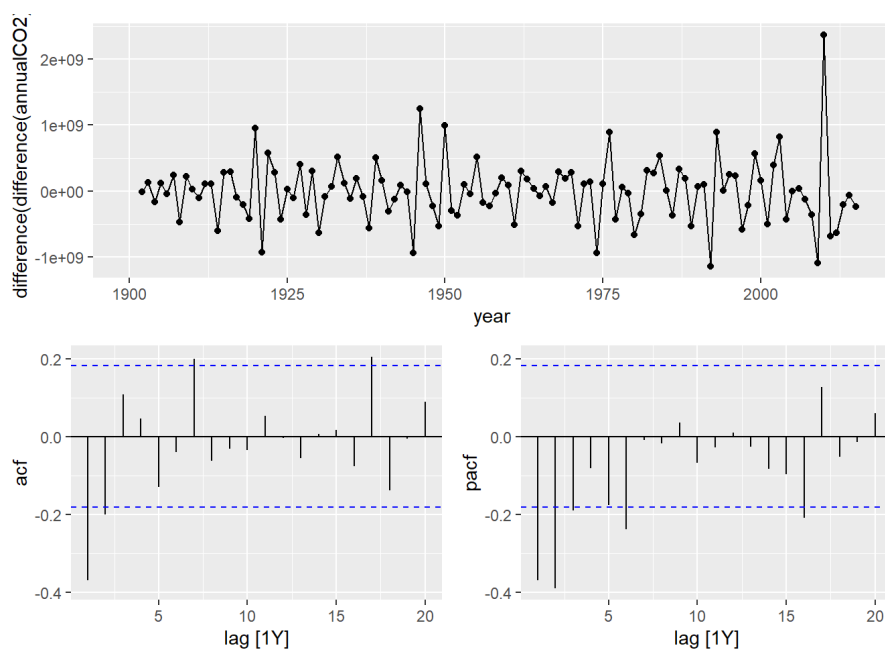 difference(difference(annualCO2)
2e+09
1e+09
0e+00
-1e+09
1900
1925
1950
1975
2000
year
acf
0.2
0.0
-0.2
-0.4
5
10
15
20
lag [1Y]
pacf
0.2
0.0
-0.2
-0.4
5
10
15
20
lag [1Y]